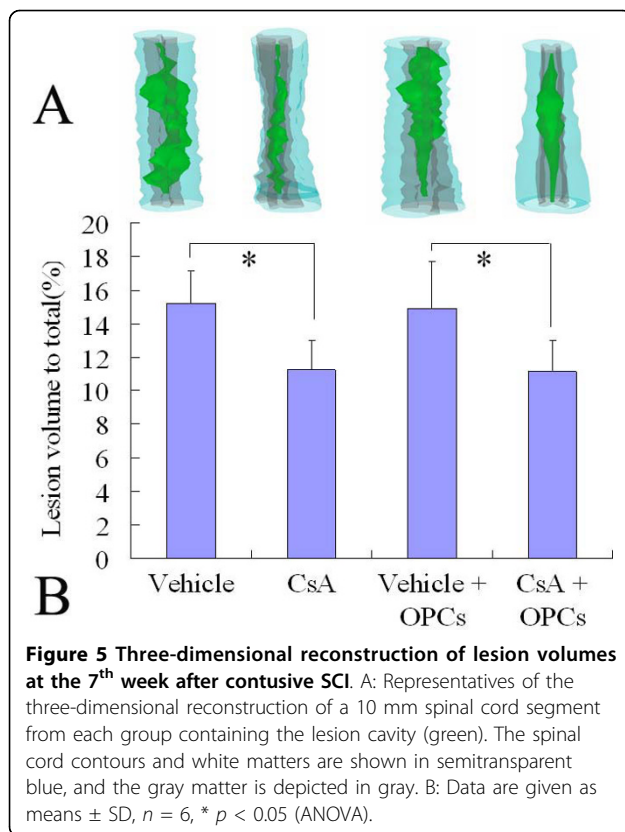 A
20
18
16
14
12
10
8
6
4
2
0
Lesion volume to total(%)
*
*
Vehicle
CsA
Vehicle +
OPCs
CsA +
OPCs
B
Figure 5 Three-dimensional reconstruction of lesion volumes
at the 7th week after contusive SCI. A: Representatives of the
three-dimensional reconstruction of a 10 mm spinal cord segment
from each group containing the lesion cavity (green). The spinal
cord contours and white matters are shown in semitransparent
blue, and the gray matter is depicted in gray. B: Data are given as
means ± SD, n = 6, * p < 0.05 (ANOVA).